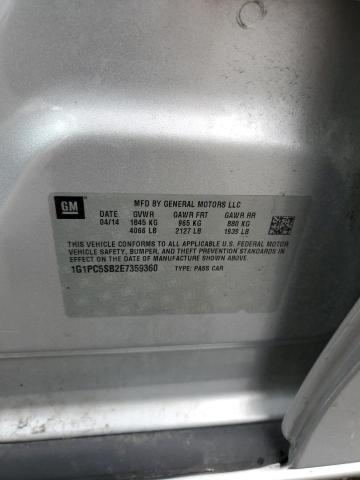 GM
MFD BY GENERAL MOTORS LLC
DATE GVWR GAWR FRT GAWR RR
04/14 1845 KG 965 KG 880 KG
4066 LB 2127 LB 1939 LB
THIS VEHICLE CONFORMS TO ALL APPLICABLE U.S. FEDERAL MOTOR
VEHICLE SAFETY, BUMPER, AND THEFT PREVENTION STANDARDS
IN EFFECT ON THE DATE OF MANUFACTURE SHOWN ABOVE.
1G1PC5SB2E7359360 TYPE: PASS CAR